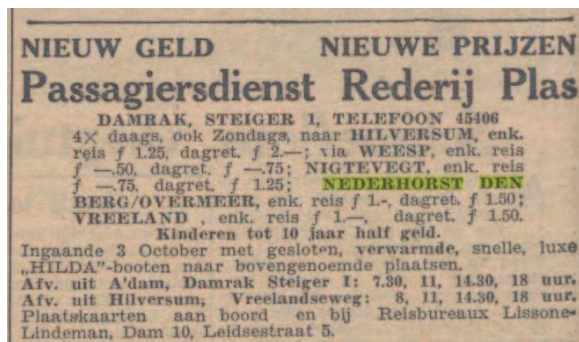 NIEUW GELD NIEUWE PRIJZEN
Passagiersdienst Rederij Plas
DAMRAK, STEIGER 1, TELEFOON 45406
4× daags, ook Zondags, naar HILVERSUM, enk.
reis ƒ 1.25, dagret. ƒ 2.—; via WEESP, enk. reis
ƒ —.50, dagret. ƒ —.75; NIGTEVEGT, enk. reis
ƒ —.75, dagret. ƒ 1.25; NEDERHORST DEN
BERG/OVERMEER, enk. reis ƒ 1.-, dagret. ƒ 1.50;
VREELAND , enk. reis ƒ 1.—, dagret. ƒ 1.50.
Kinderen tot 10 jaar half geld.
Ingaande 3 October met gesloten, verwarmde, snelle, luxe
„HILDA”-booten naar bovengenoemde plaatsen.
Afv. uit A'dam, Damrak Steiger I: 7.30, 11, 14.30, 18 uur.
Afv. uit Hilversum; Vreelandseweg: 8, 11, 14.30, 18 uur.
Plaatskaarten aan boord en bij Reisbureaux Lissone-
Lindeman, Dam 10, Leidsestraat 5.